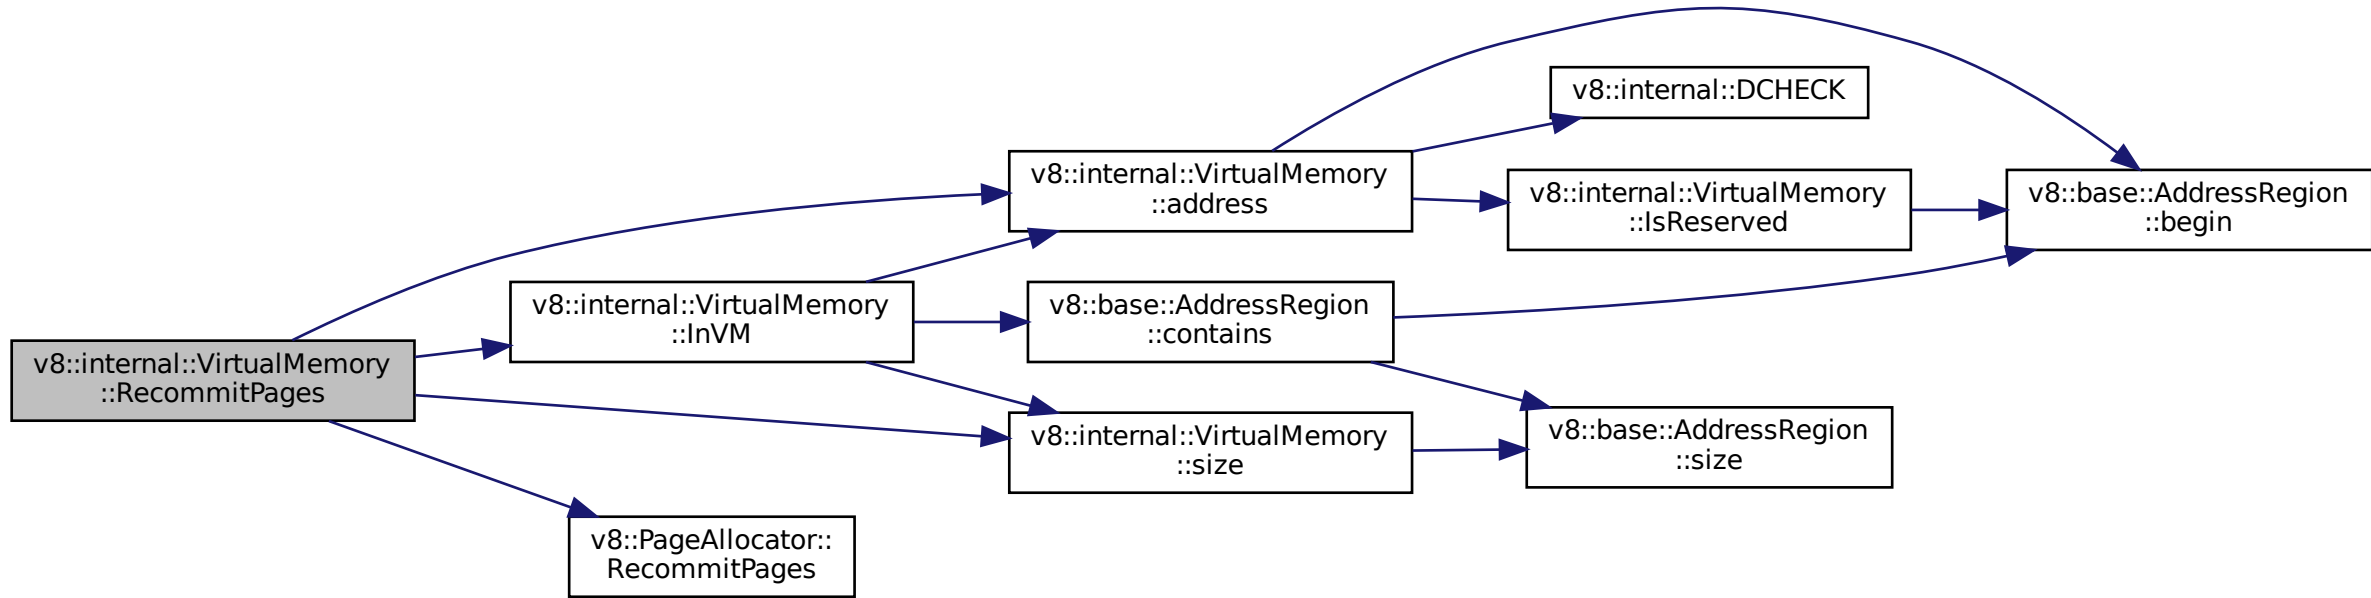 v8::internal::VirtualMemory
::RecommitPages
v8::internal::VirtualMemory
::InVM
v8::PageAllocator::
RecommitPages
v8::internal::VirtualMemory
::address
v8::base::AddressRegion
::contains
v8::internal::VirtualMemory
::size
v8::internal::DCHECK
v8::internal::VirtualMemory
::IsReserved
v8::base::AddressRegion
::size
v8::base::AddressRegion
::begin